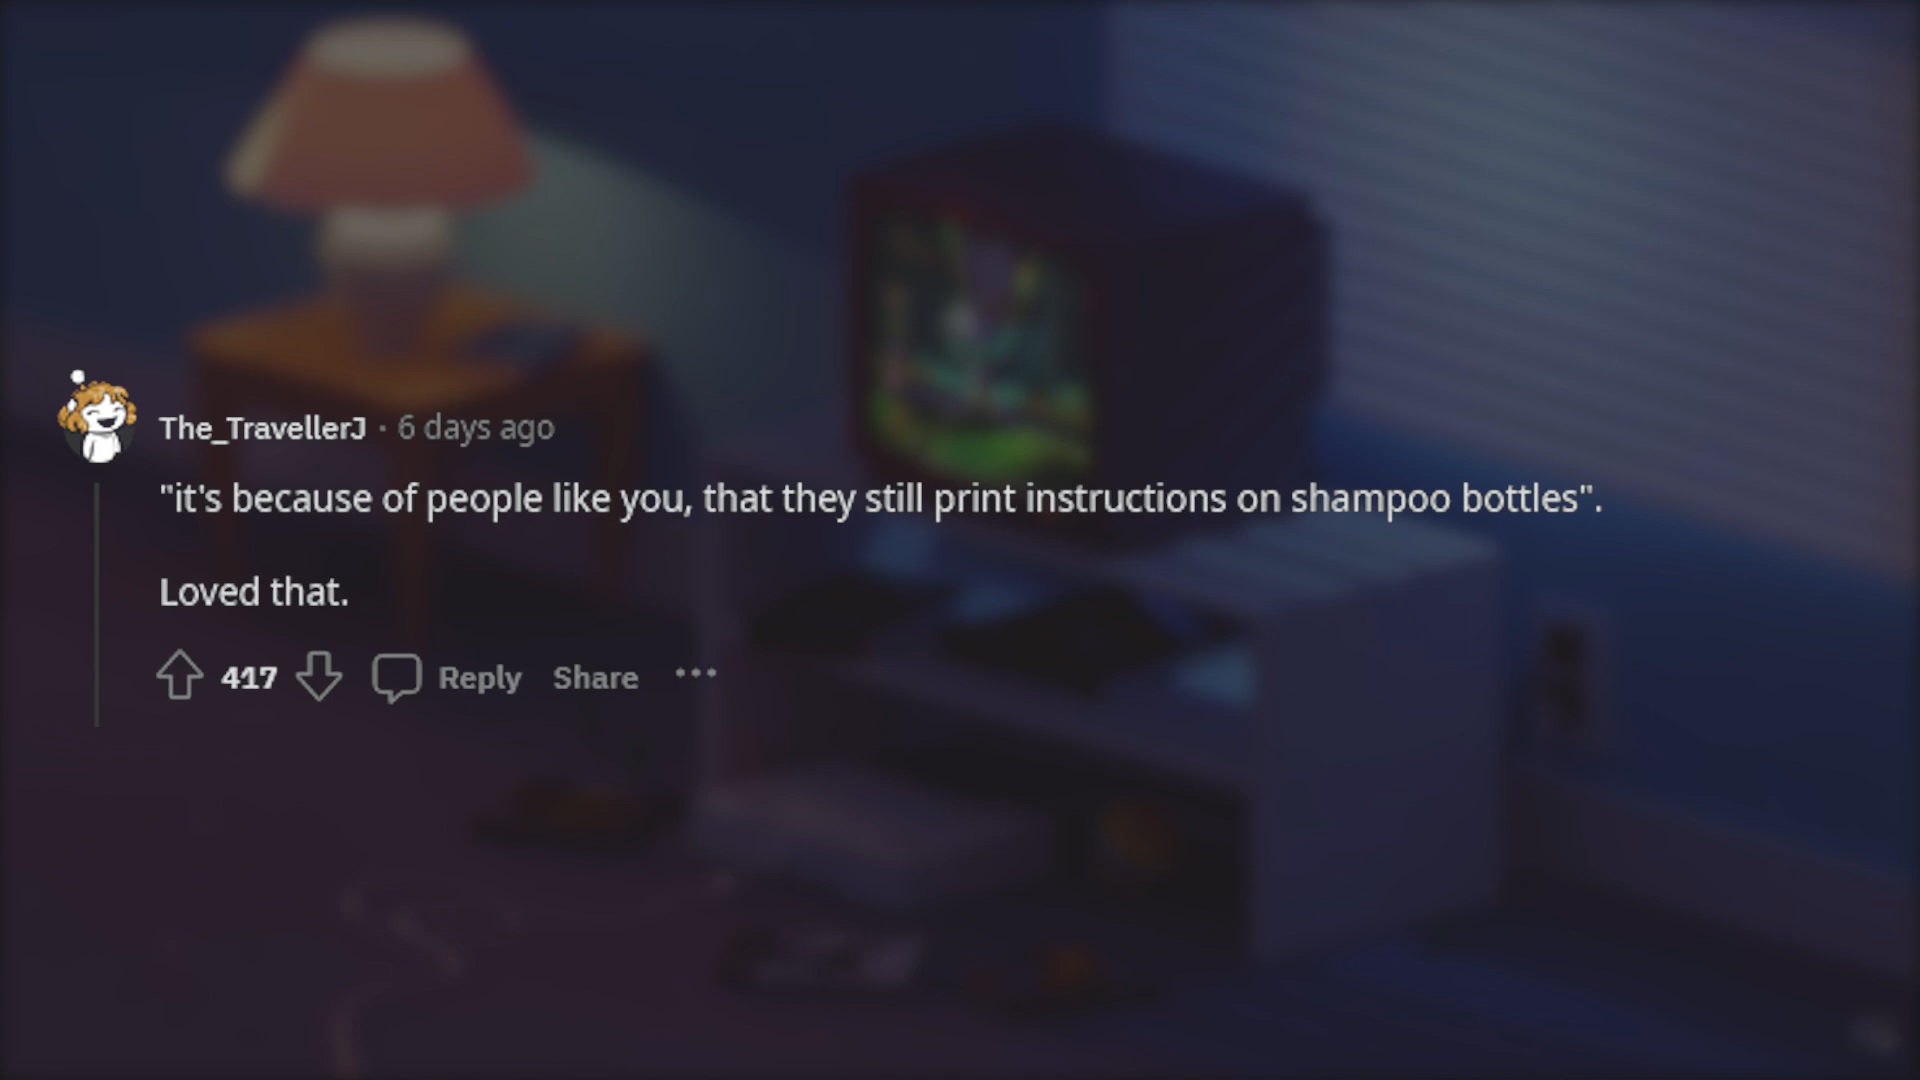 The_TravellerJ · 6 days ago
"it's because of people like you, that they still print instructions on shampoo bottles".
Loved that.
417 Reply Share ···